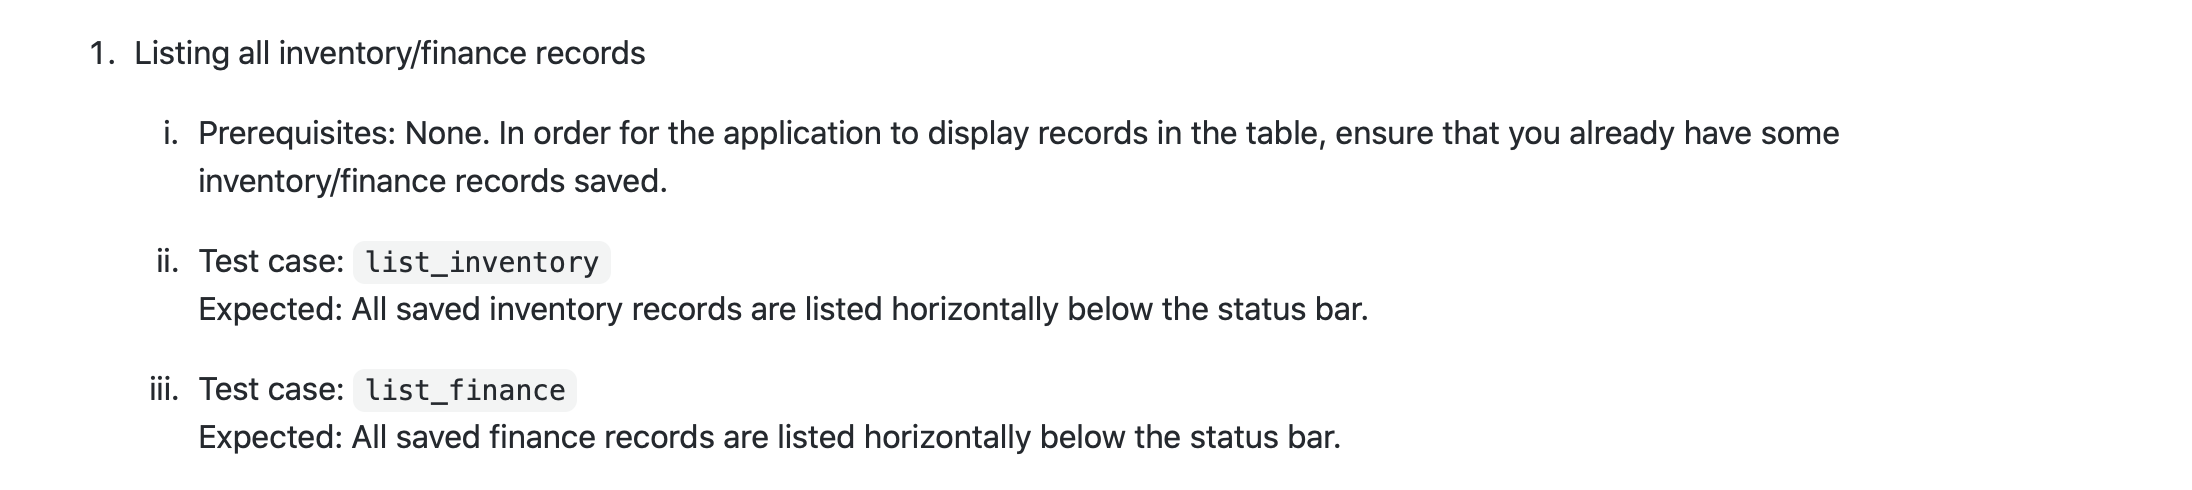 1. Listing all inventory/finance records
i. Prerequisites: None. In order for the application to display records in the table, ensure that you already have some
inventory/finance records saved.
ii. Test case: list_inventory
Expected: All saved inventory records are listed horizontally below the status bar.
iii. Test case: list_finance
Expected: All saved finance records are listed horizontally below the status bar.